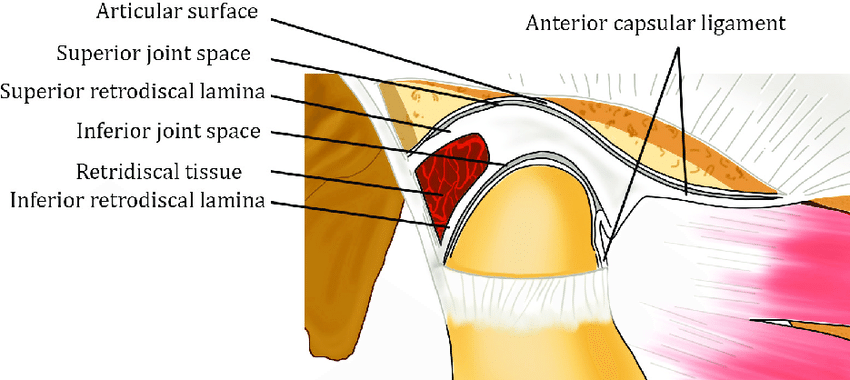 Articular surface
Anterior capsular ligament
Superior joint space
Superior retrodiscal lamina
Inferior joint space
Retridiscal tissue
Inferior retrodiscal lamina